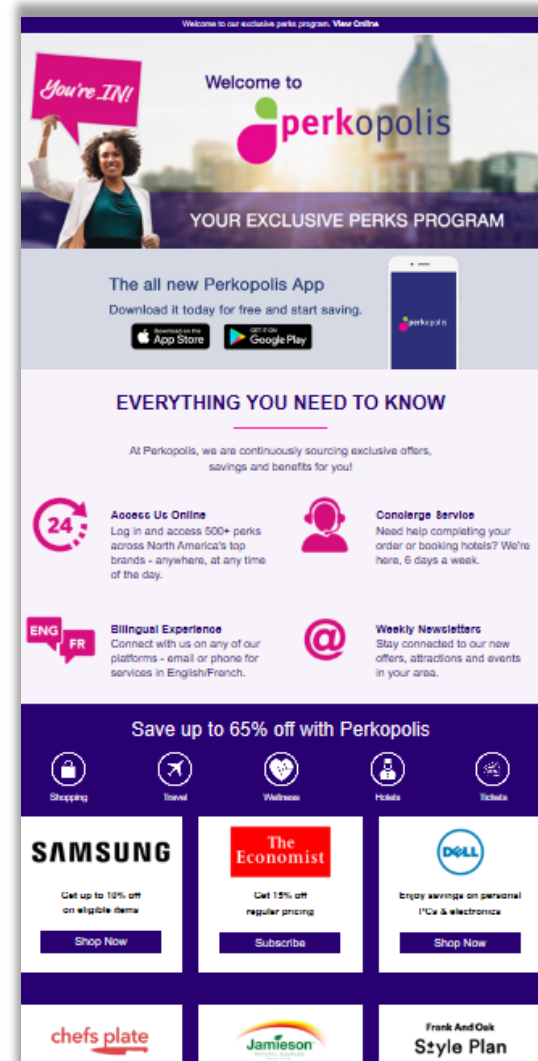 Welcome to our exclusive perks program. View Online
You're IN!
Welcome to
perkopolis
YOUR EXCLUSIVE PERKS PROGRAM
The all new Perkopolis App
Download it today for free and start saving.
Download on the
App Store
GET IT ON
Google Play
perkopolis
EVERYTHING YOU NEED TO KNOW
At Perkopolis, we are continuously sourcing exclusive offers,
savings and benefits for you!
24
Access Us Online
Log in and access 500+ perks
across North America's top
brands - anywhere, at any time
of the day.
Concierge Service
Need help completing your
order or booking hotels? We're
here, 6 days a week.
ENG
FR
Bilingual Experience
Connect with us on any of our
platforms - email or phone for
services in English/French.
@
Weekly Newsletters
Stay connected to our new
offers, attractions and events
in your area.
Save up to 65% off with Perkopolis
Shopping
Travel
Wellness
Hotels
Tickets
SAMSUNG
Get up to 10% off
on eligible items
Shop Now
The
Economist
Get 15% off
regular pricing
Subscribe
DELL
Enjoy savings on personal
PCs & electronics
Shop Now
chefs plate
Jamieson
Frank And Oak
Style Plan